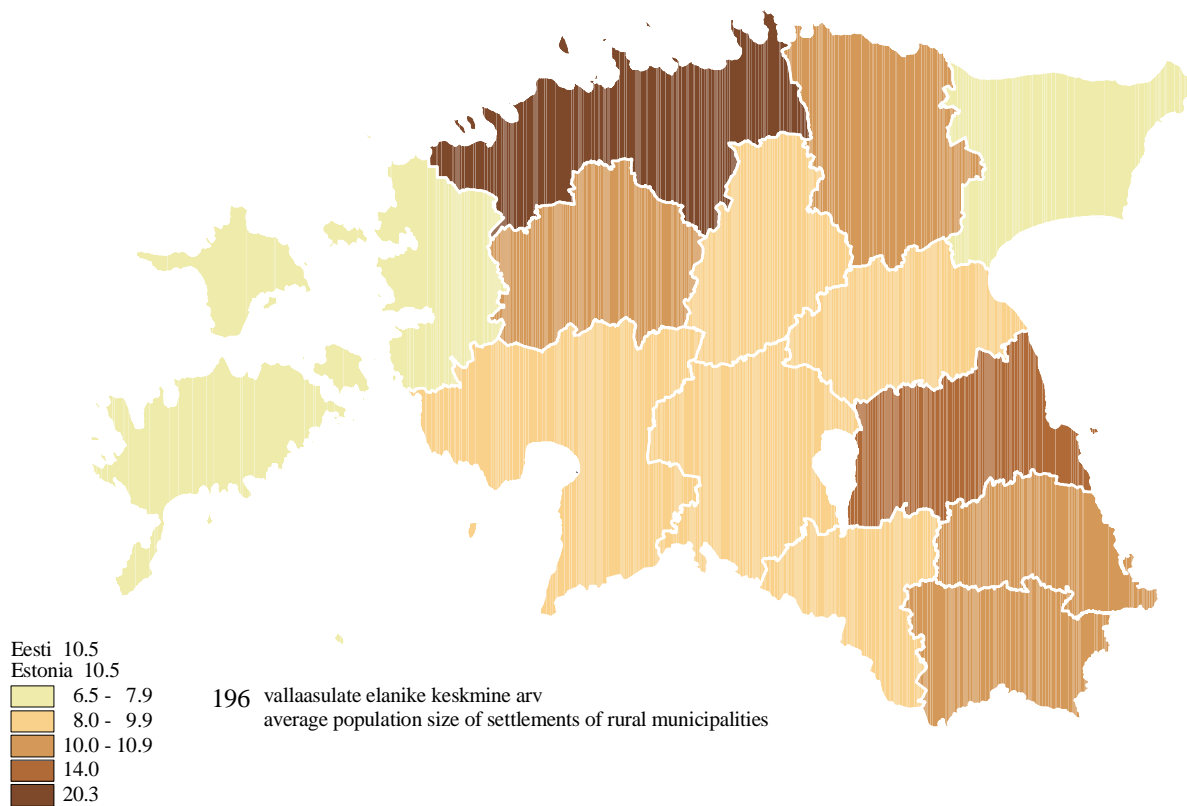 Eesti 10.5
Estonia 10.5
6.5 - 7.9
8.0 - 9.9
10.0 - 10.9
14.0
20.3
196 vallaasulate elanike keskmine arv
average population size of settlements of rural municipalities